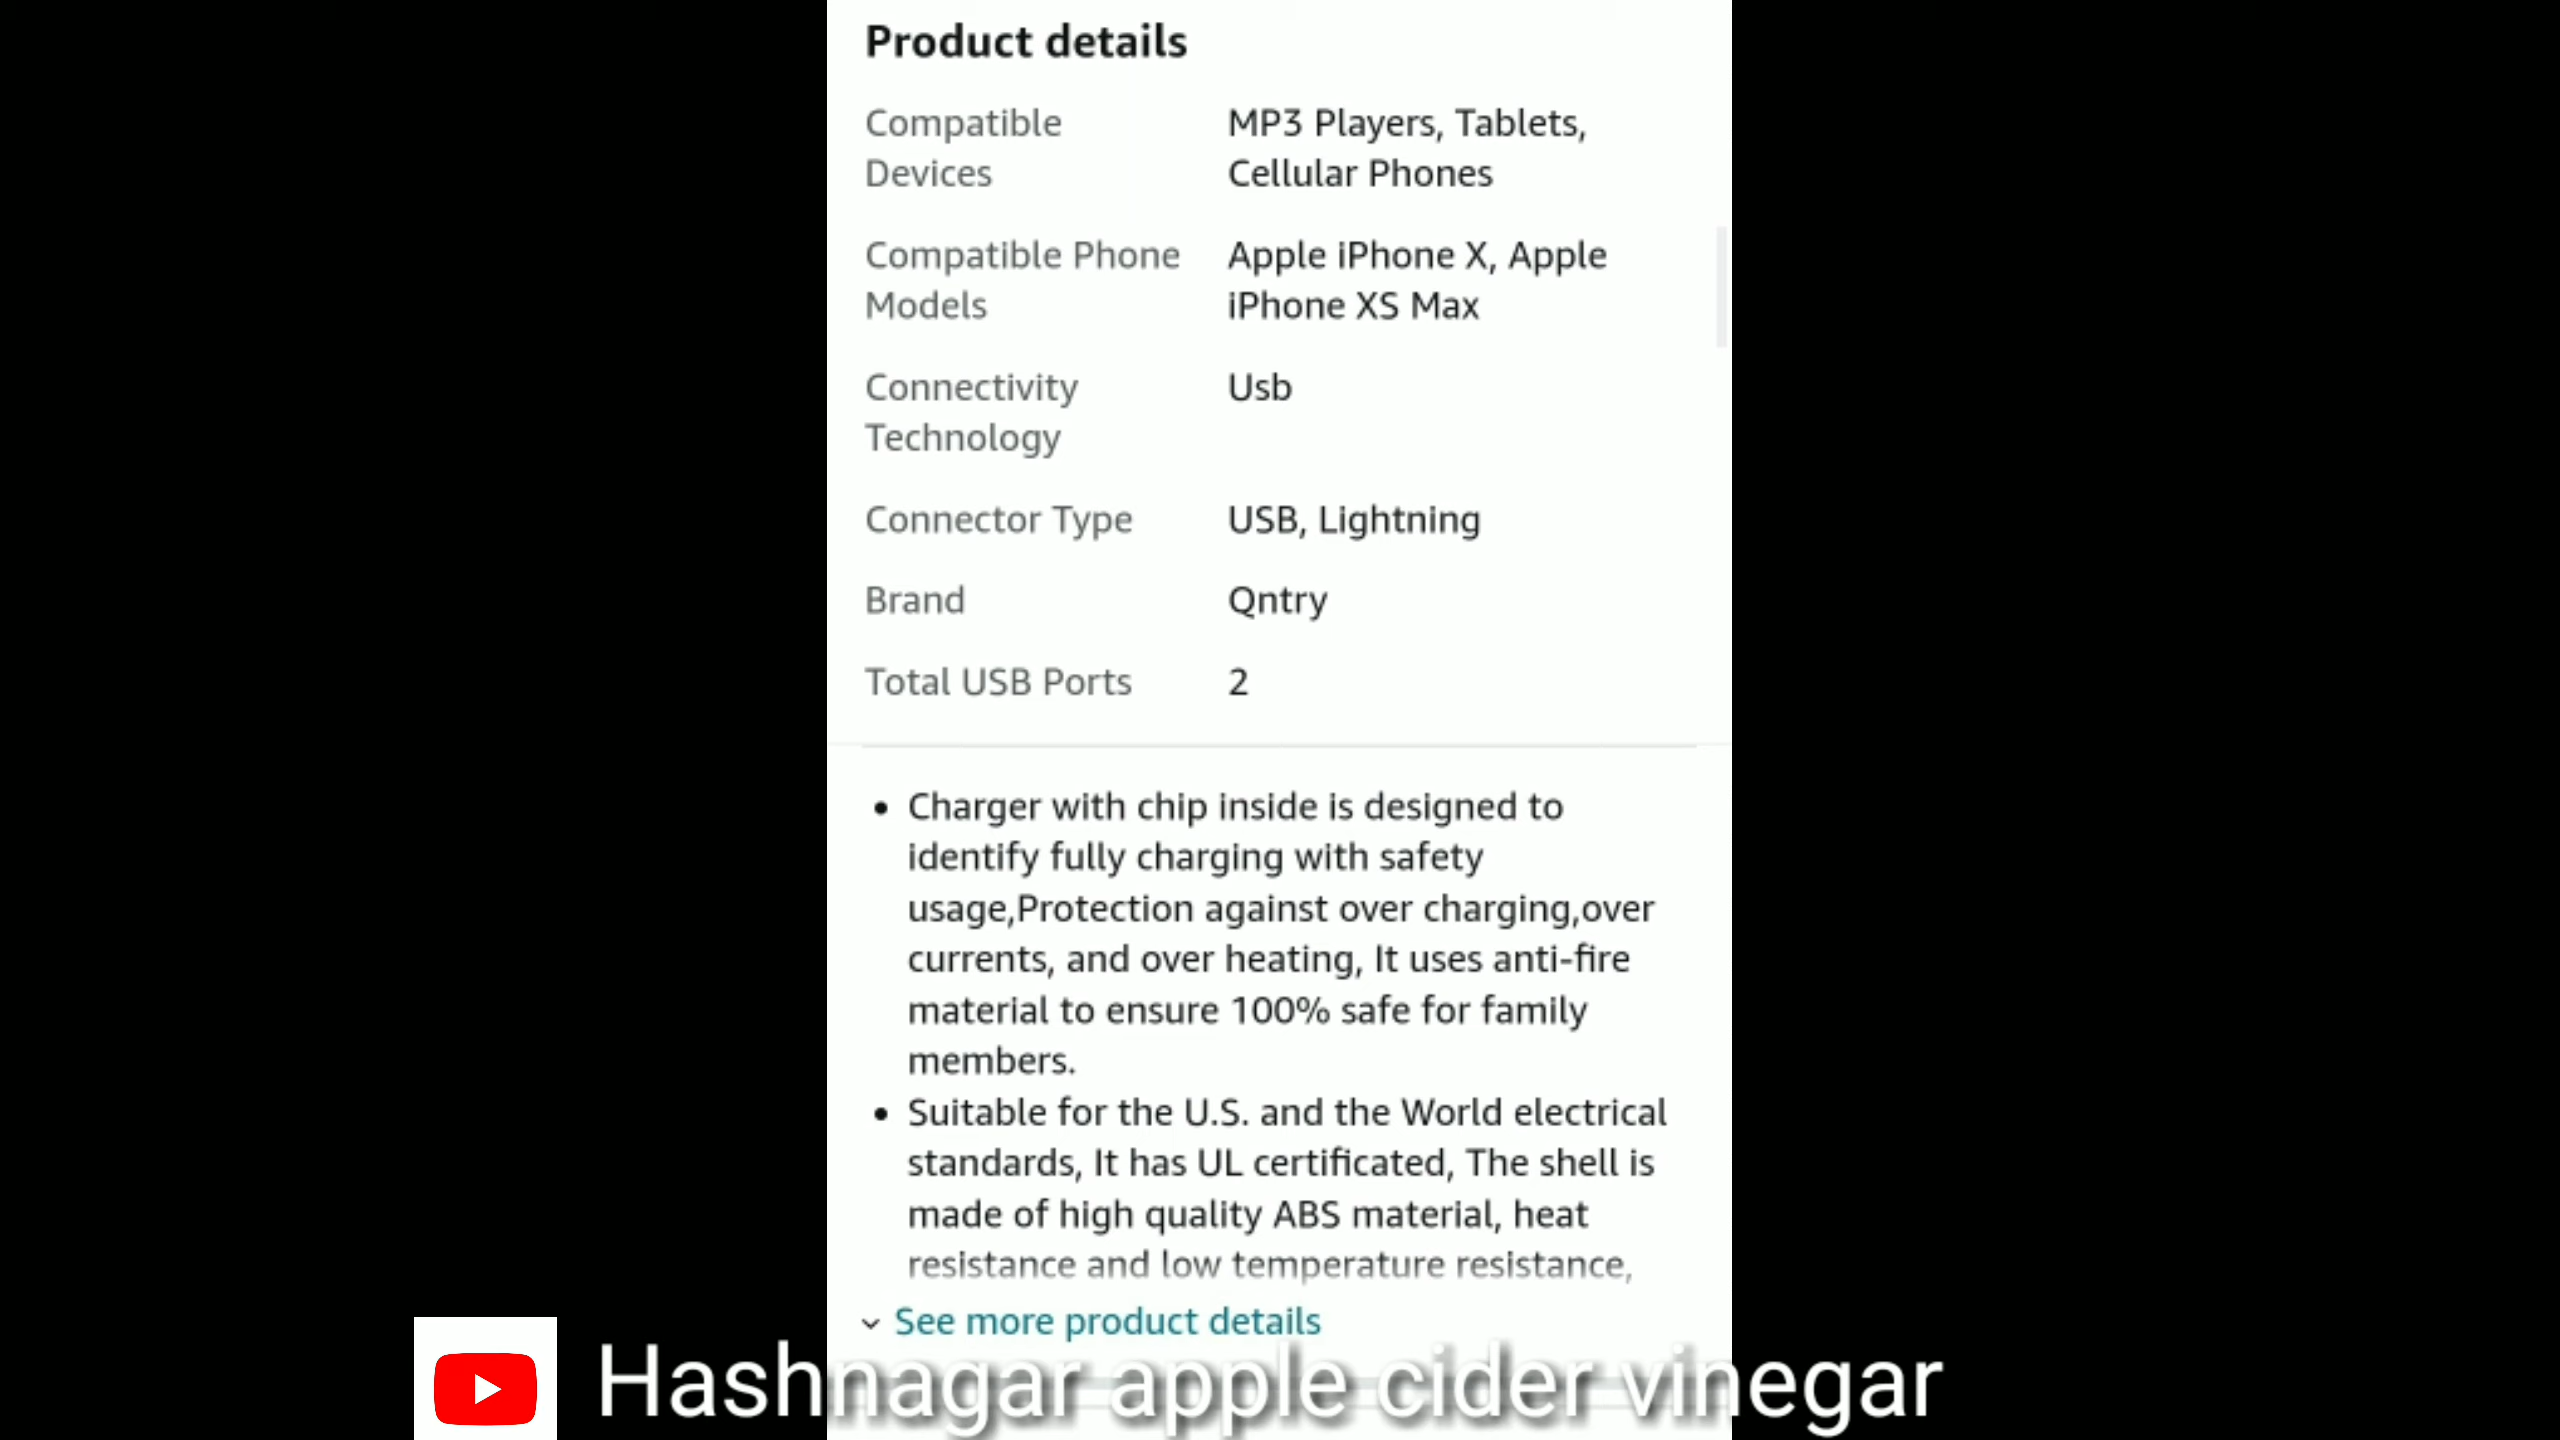 Product details
Compatible Devices MP3 Players, Tablets, Cellular Phones
Compatible Phone Models Apple iPhone X, Apple iPhone XS Max
Connectivity Technology Usb
Connector Type USB, Lightning
Brand Qntry
Total USB Ports 2
• Charger with chip inside is designed to
identify fully charging with safety
usage,Protection against over charging,over
currents, and over heating, It uses anti-fire
material to ensure 100% safe for family
members.
• Suitable for the U.S. and the World electrical
standards, It has UL certificated, The shell is
made of high quality ABS material, heat
resistance and low temperature resistance,
See more product details
Hashnagar apple cider vinegar